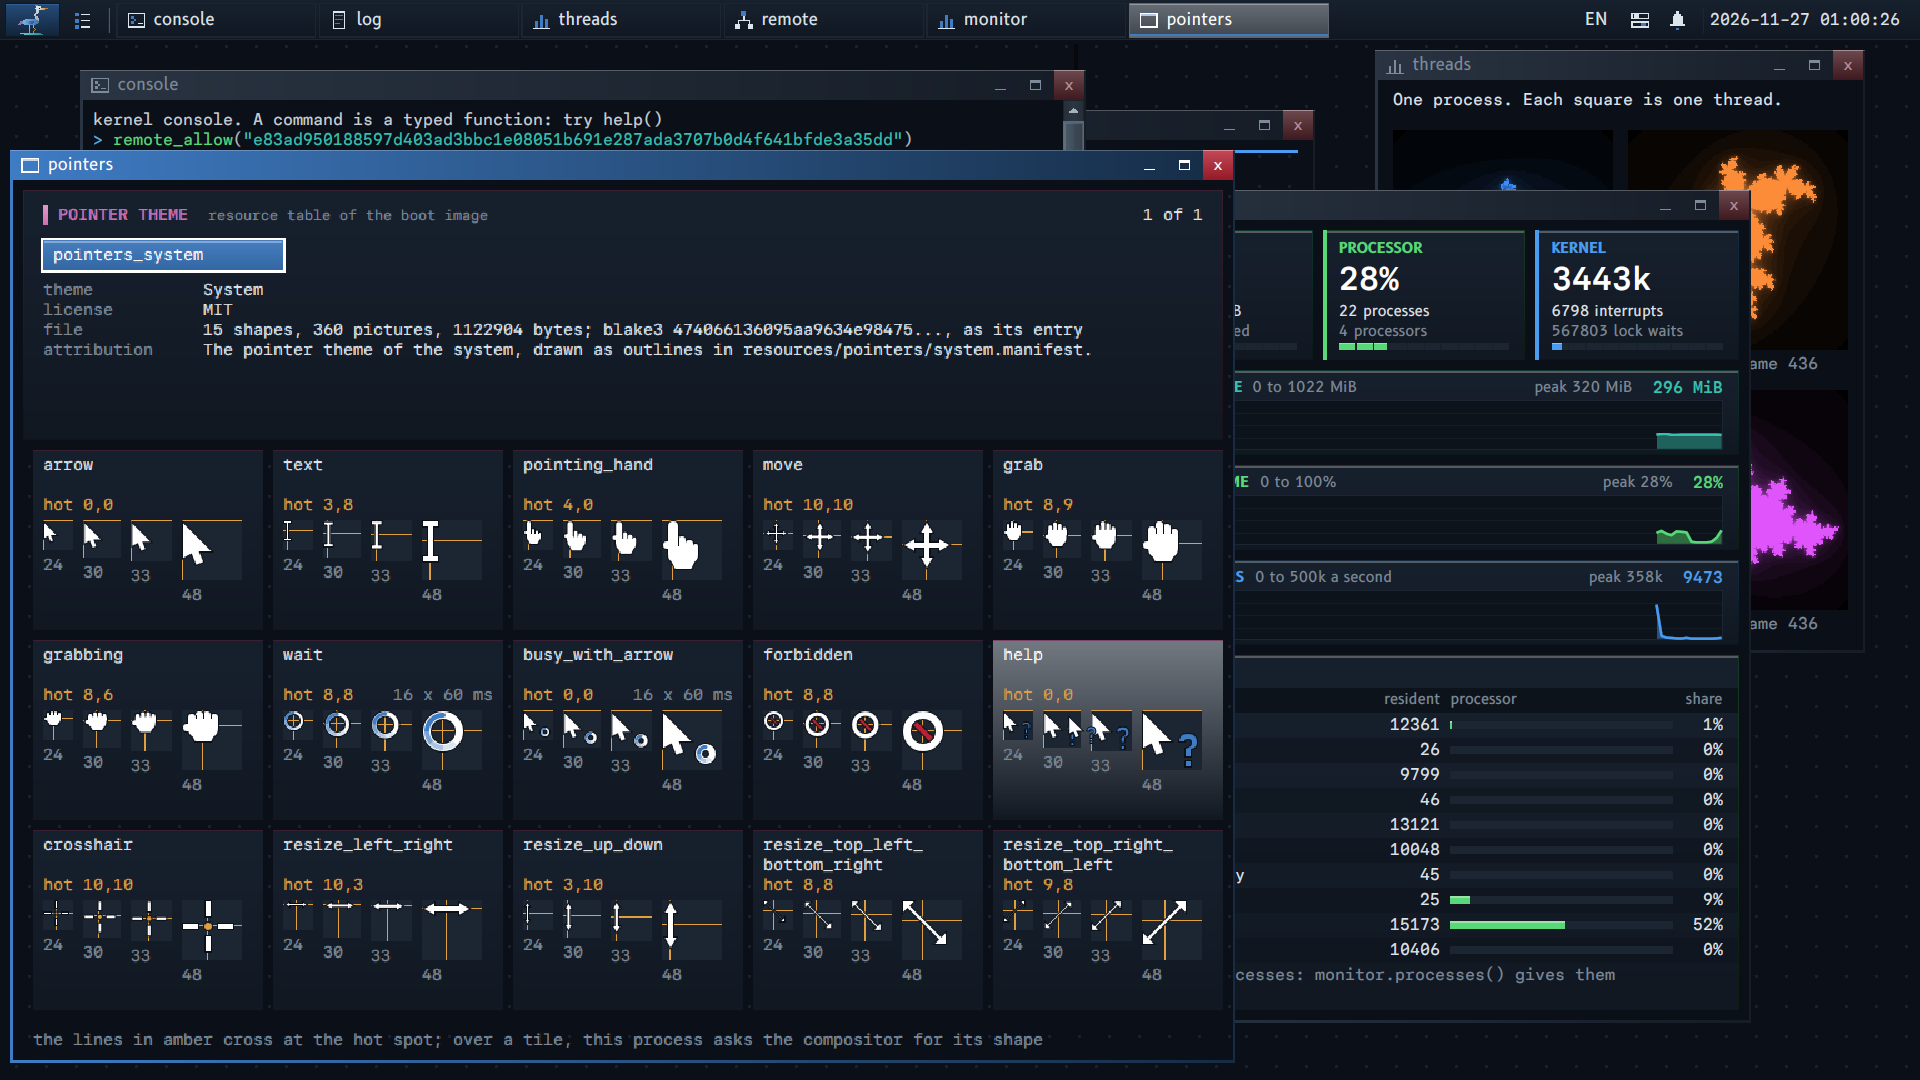 console
log
threads
remote
monitor
pointers
EN
2026-11-27 01:00:26
console
kernel console. A command is a typed function: try help()
> remote_allow("e83ad950188597d403ad3bbc1e08051b691e287ada3707b0d4f641bfde3a35dd")
threads
One process. Each square is one thread.
ame 436
ame 436
pointers
POINTER THEME resource table of the boot image
1 of 1
pointers_system
theme System
license MIT
file 15 shapes, 360 pictures, 1122904 bytes; blake3 474066136095aa9634e98475..., as its entry
attribution The pointer theme of the system, drawn as outlines in resources/pointers/system.manifest.
arrow
hot 0,0
24 30 33 48
text
hot 3,8
24 30 33 48
pointing_hand
hot 4,0
24 30 33 48
move
hot 10,10
24 30 33 48
grab
hot 8,9
24 30 33 48
grabbing
hot 8,6
24 30 33 48
wait
hot 8,8 16 x 60 ms
24 30 33 48
busy_with_arrow
hot 0,0 16 x 60 ms
24 30 33 48
forbidden
hot 8,8
24 30 33 48
help
hot 0,0
24 30 33 48
crosshair
hot 10,10
24 30 33 48
resize_left_right
hot 10,3
24 30 33 48
resize_up_down
hot 3,10
24 30 33 48
resize_top_left_
bottom_right
hot 8,8
24 30 33 48
resize_top_right_
bottom_left
hot 9,8
24 30 33 48
the lines in amber cross at the hot spot; over a tile, this process asks the compositor for its shape
B
ed
PROCESSOR
28%
22 processes
4 processors
KERNEL
3443k
6798 interrupts
567803 lock waits
E 0 to 1022 MiB peak 320 MiB 296 MiB
ME 0 to 100% peak 28% 28%
S 0 to 500k a second peak 358k 9473
resident processor share
12361 1%
26 0%
9799 0%
46 0%
13121 0%
10048 0%
y 45 0%
25 9%
15173 52%
10406 0%
cesses: monitor.processes() gives them